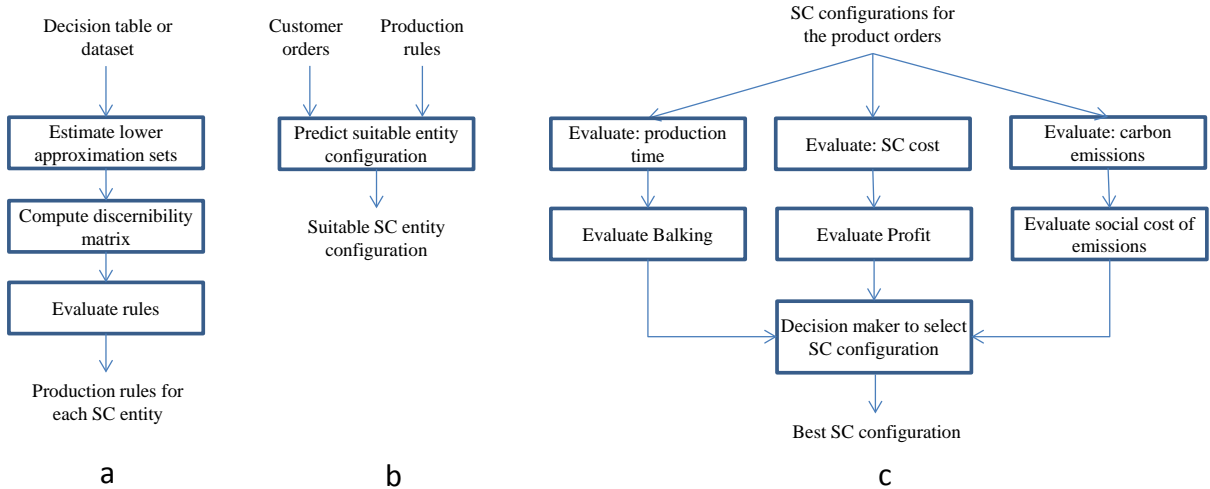 Decision table or
dataset
Estimate lower
approximation sets
Compute discernibility
matrix
Evaluate rules
Production rules for
each SC entity
a
Customer
orders
Production
rules
Predict suitable entity
configuration
Suitable SC entity
configuration
b
SC configurations for
the product orders
Evaluate: production
time
Evaluate: SC cost
Evaluate: carbon
emissions
Evaluate Balking
Evaluate Profit
Evaluate social cost of
emissions
Decision maker to select
SC configuration
Best SC configuration
c